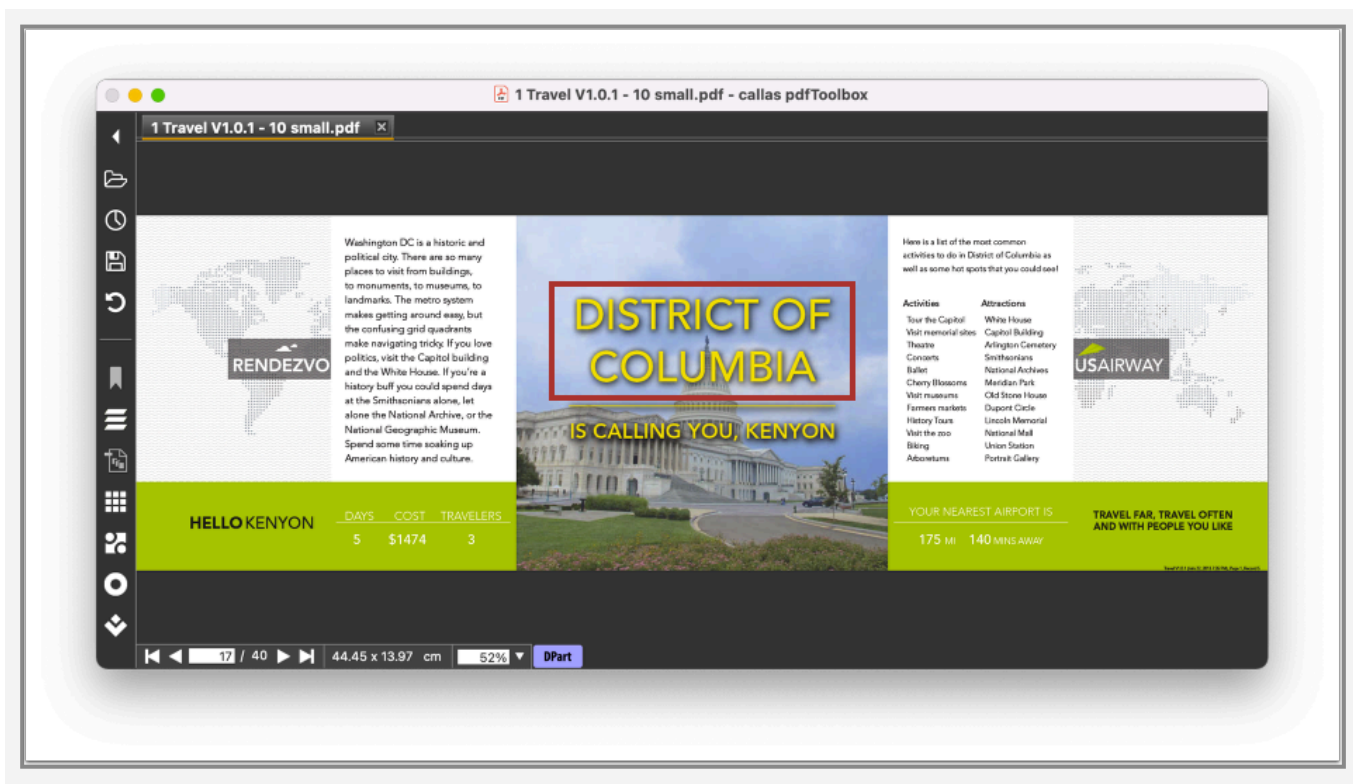 1 Travel V1.0.1 - 10 small.pdf - callas pdfToolbox
1 Travel V1.0.1 - 10 small.pdf
RENDEZVO
Washington DC is a historic and
political city. There are so many
places to visit from buildings,
to monuments, to museums, to
landmarks. The metro system
makes getting around easy, but
the confusing grid quadrants
make navigating tricky. If you love
politics, visit the Capitol building
and the White House. If you're a
history buff you could spend days
at the Smithsonians alone, let
alone the National Archive, or the
National Geographic Museum.
Spend some time soaking up
American history and culture.
DISTRICT OF
COLUMBIA
IS CALLING YOU, KENYON
Here is a list of the most common
activities to do in District of Columbia as
well as some hot spots that you could see!
Activities Attractions
Tour the Capitol White House
Visit memorial sites Capitol Building
Theatre Arlington Cemetery
Concerts Smithsonians
Ballet National Archives
Cherry Blossoms Meridian Park
Visit museums Old Stone House
Farmers markets Dupont Circle
History Tours Lincoln Memorial
Visit the zoo National Mall
Biking Union Station
Arboretums Portrait Gallery
USAIRWAY
HELLO KENYON
DAYS COST TRAVELERS
5 $1474 3
YOUR NEAREST AIRPORT IS
175 MI 140 MINS AWAY
TRAVEL FAR, TRAVEL OFTEN
AND WITH PEOPLE YOU LIKE
17 / 40 44.45 x 13.97 cm 52% DPart